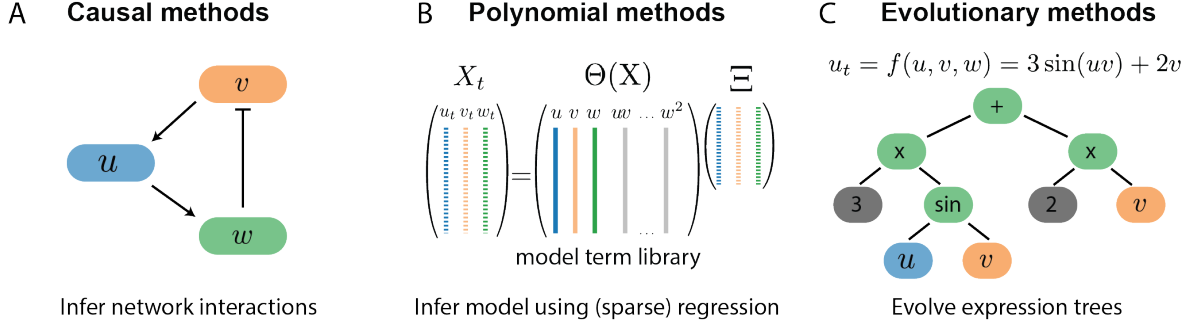 A Causal methods
v
u
w
Infer network interactions
B Polynomial methods
X_t Θ(X) Ξ
u_t v_t w_t u v w uv ... w^2
=
...
model term library
Infer model using (sparse) regression
C Evolutionary methods
u_t = f(u, v, w) = 3 sin(uv) + 2v
+
x x
3 sin 2 v
u v
Evolve expression trees